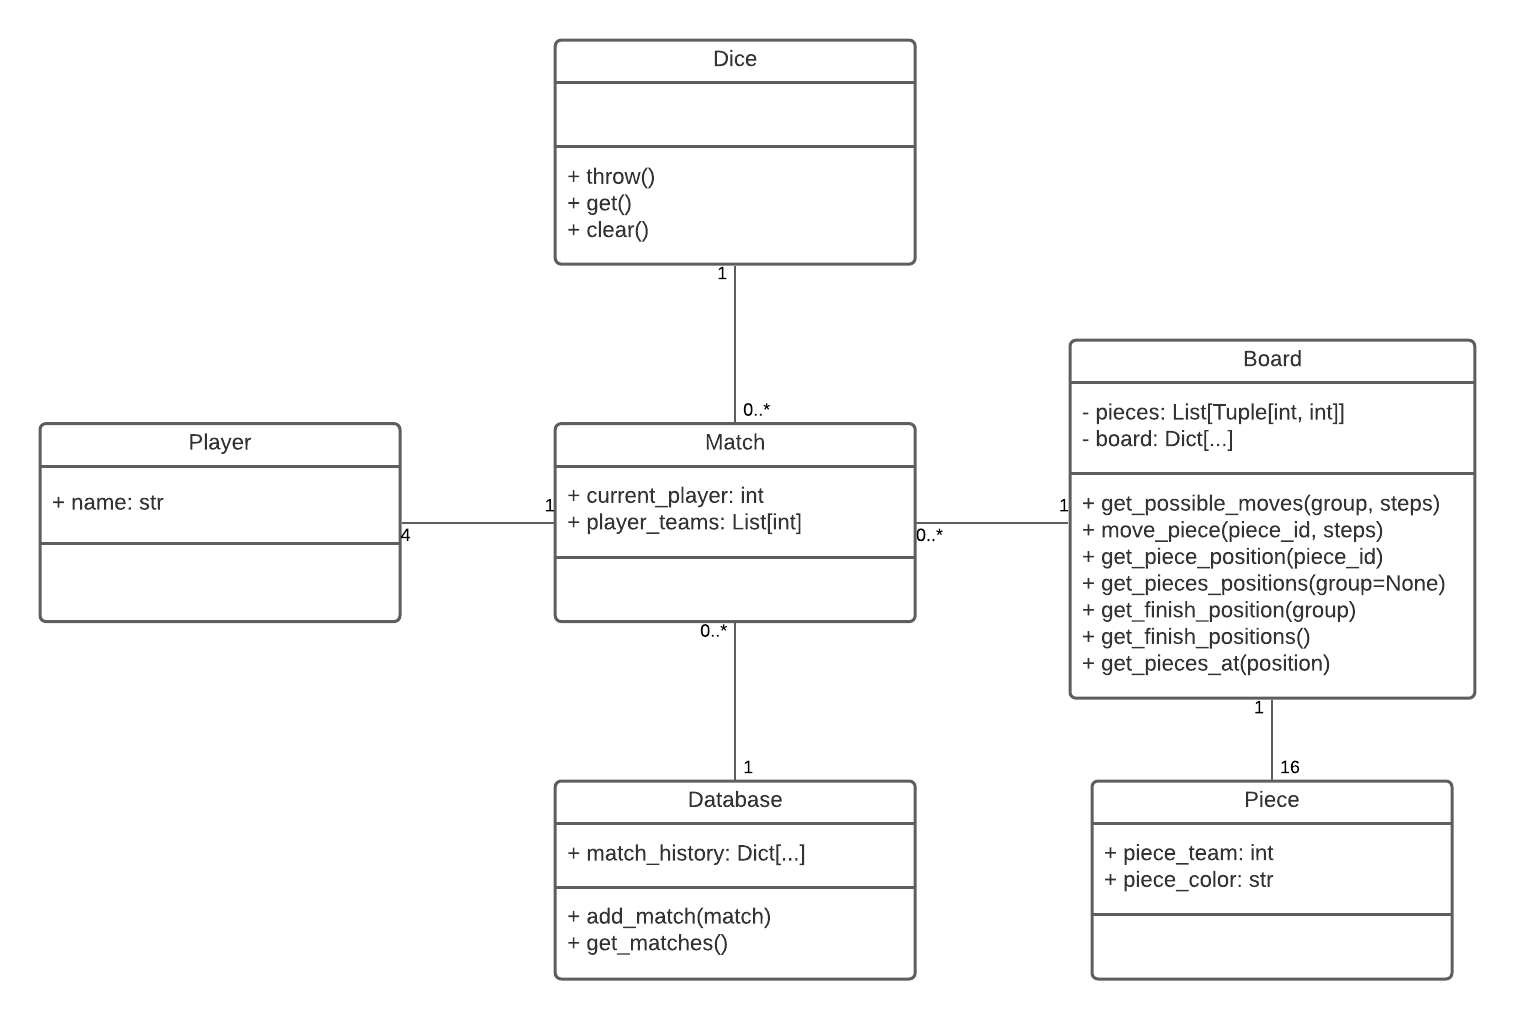 Dice
+ throw()
+ get()
+ clear()
1
0..*
Player
+ name: str
4
1
Match
+ current_player: int
+ player_teams: List[int]
0..*
1
Board
- pieces: List[Tuple[int, int]]
- board: Dict[...]
+ get_possible_moves(group, steps)
+ move_piece(piece_id, steps)
+ get_piece_position(piece_id)
+ get_pieces_positions(group=None)
+ get_finish_position(group)
+ get_finish_positions()
+ get_pieces_at(position)
0..*
1
Database
+ match_history: Dict[...]
+ add_match(match)
+ get_matches()
1
16
Piece
+ piece_team: int
+ piece_color: str